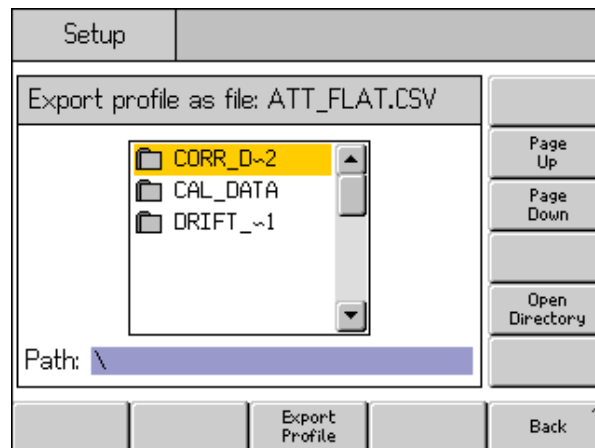 Setup
Export profile as file: ATT_FLAT.CSV
CORR_D~2
CAL_DATA
DRIFT_~1
Path: \
Page
Up
Page
Down
Open
Directory
Export
Profile
Back